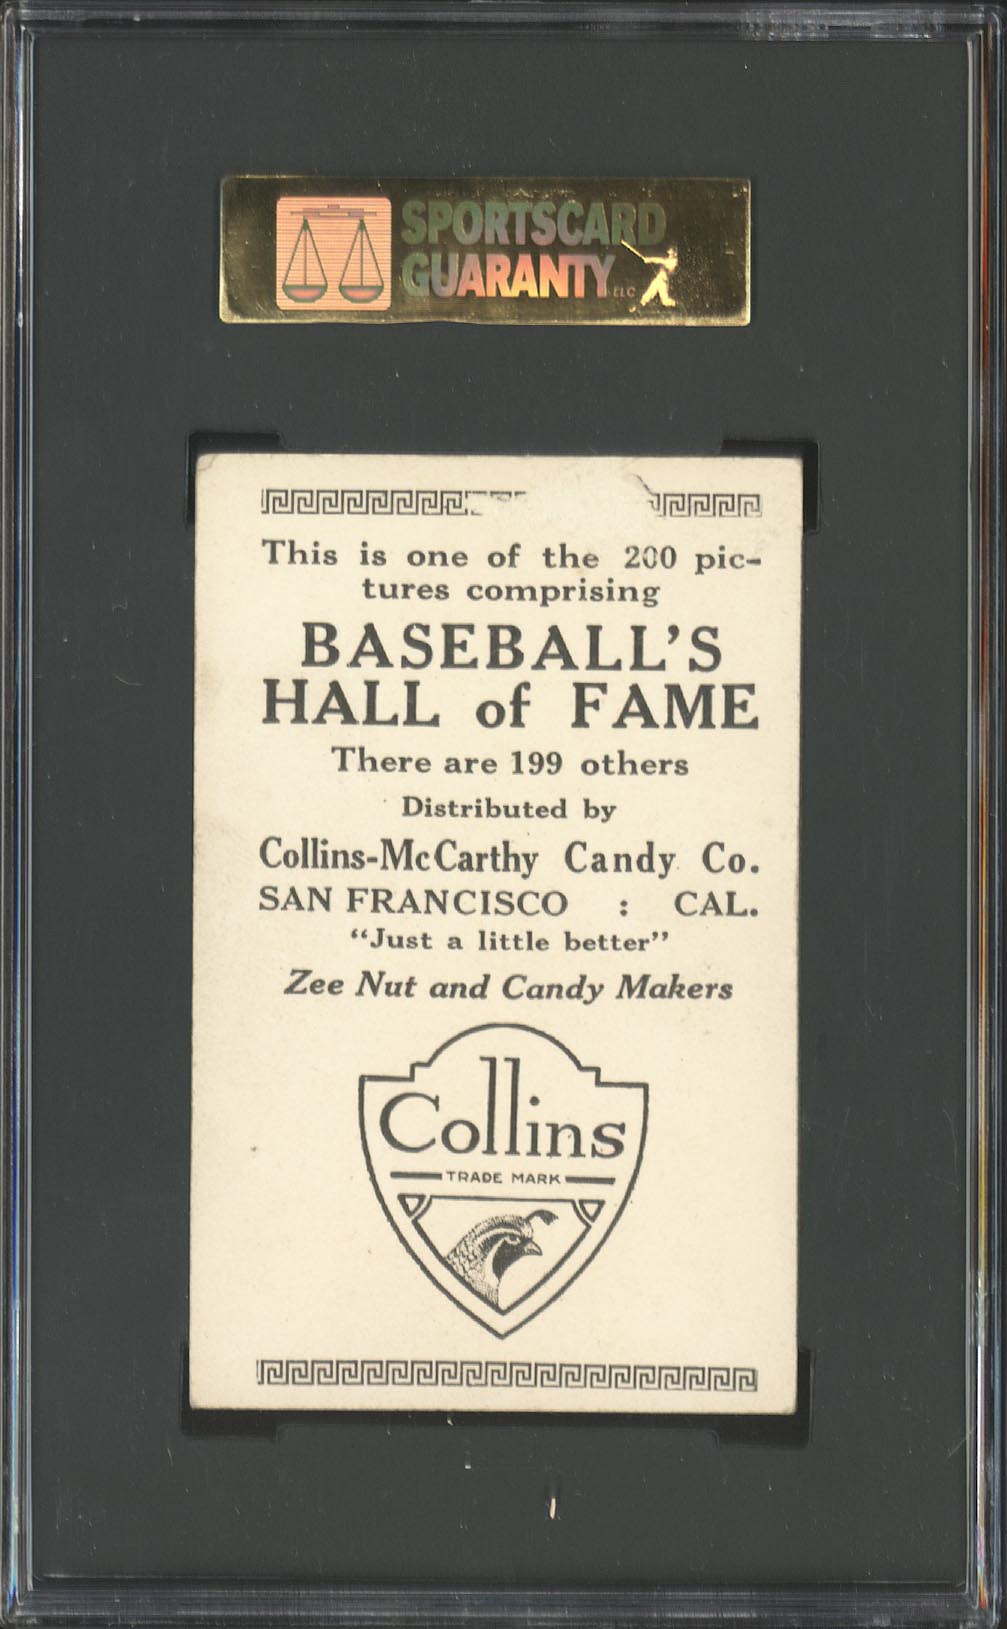 SPORTSCARD
GUARANTY LLC
This is one of the 200 pic-
tures comprising
BASEBALL'S
HALL of FAME
There are 199 others
Distributed by
Collins-McCarthy Candy Co.
SAN FRANCISCO : CAL.
"Just a little better"
Zee Nut and Candy Makers
Collins
TRADE MARK